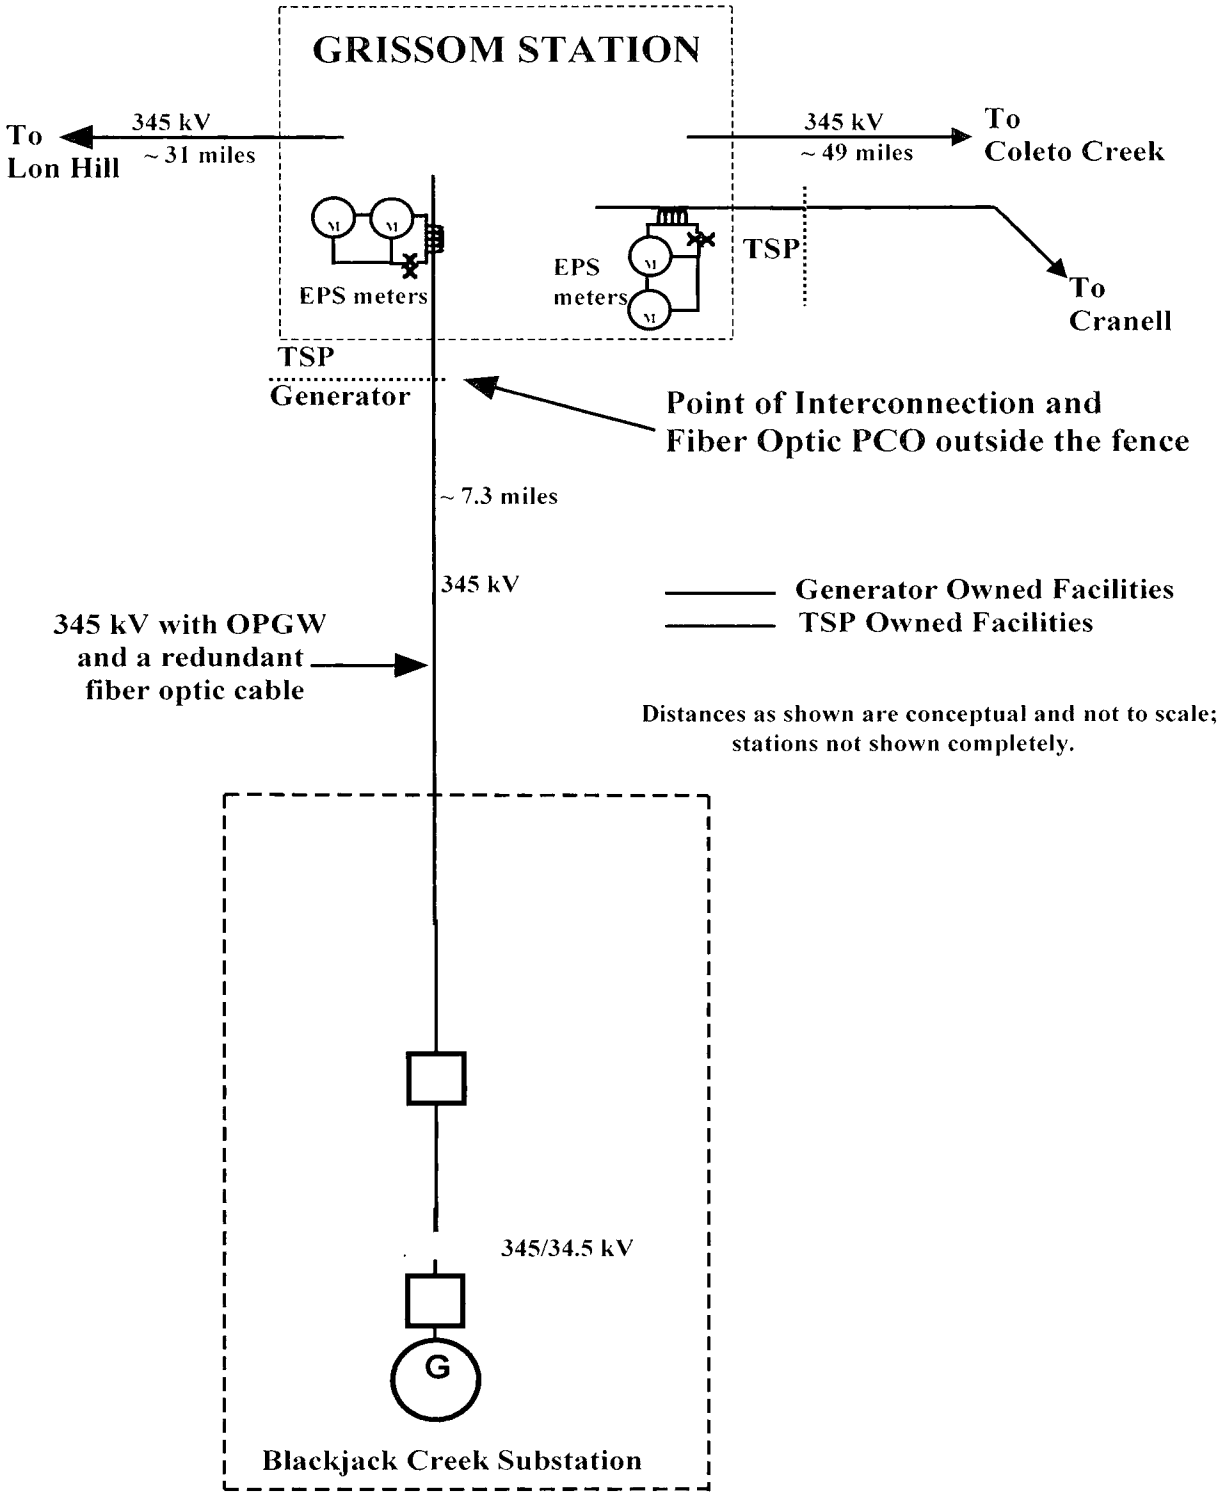 GRISSOM STATION
To
Lon Hill
345 kV
~ 31 miles
345 kV
~ 49 miles
To
Coleto Creek
M
M
EPS meters
EPS
meters
M
M
TSP
To
Cranell
TSP
Generator
Point of Interconnection and
Fiber Optic PCO outside the fence
~ 7.3 miles
345 kV
345 kV with OPGW
and a redundant
fiber optic cable
Generator Owned Facilities
TSP Owned Facilities
Distances as shown are conceptual and not to scale;
stations not shown completely.
345/34.5 kV
G
Blackjack Creek Substation